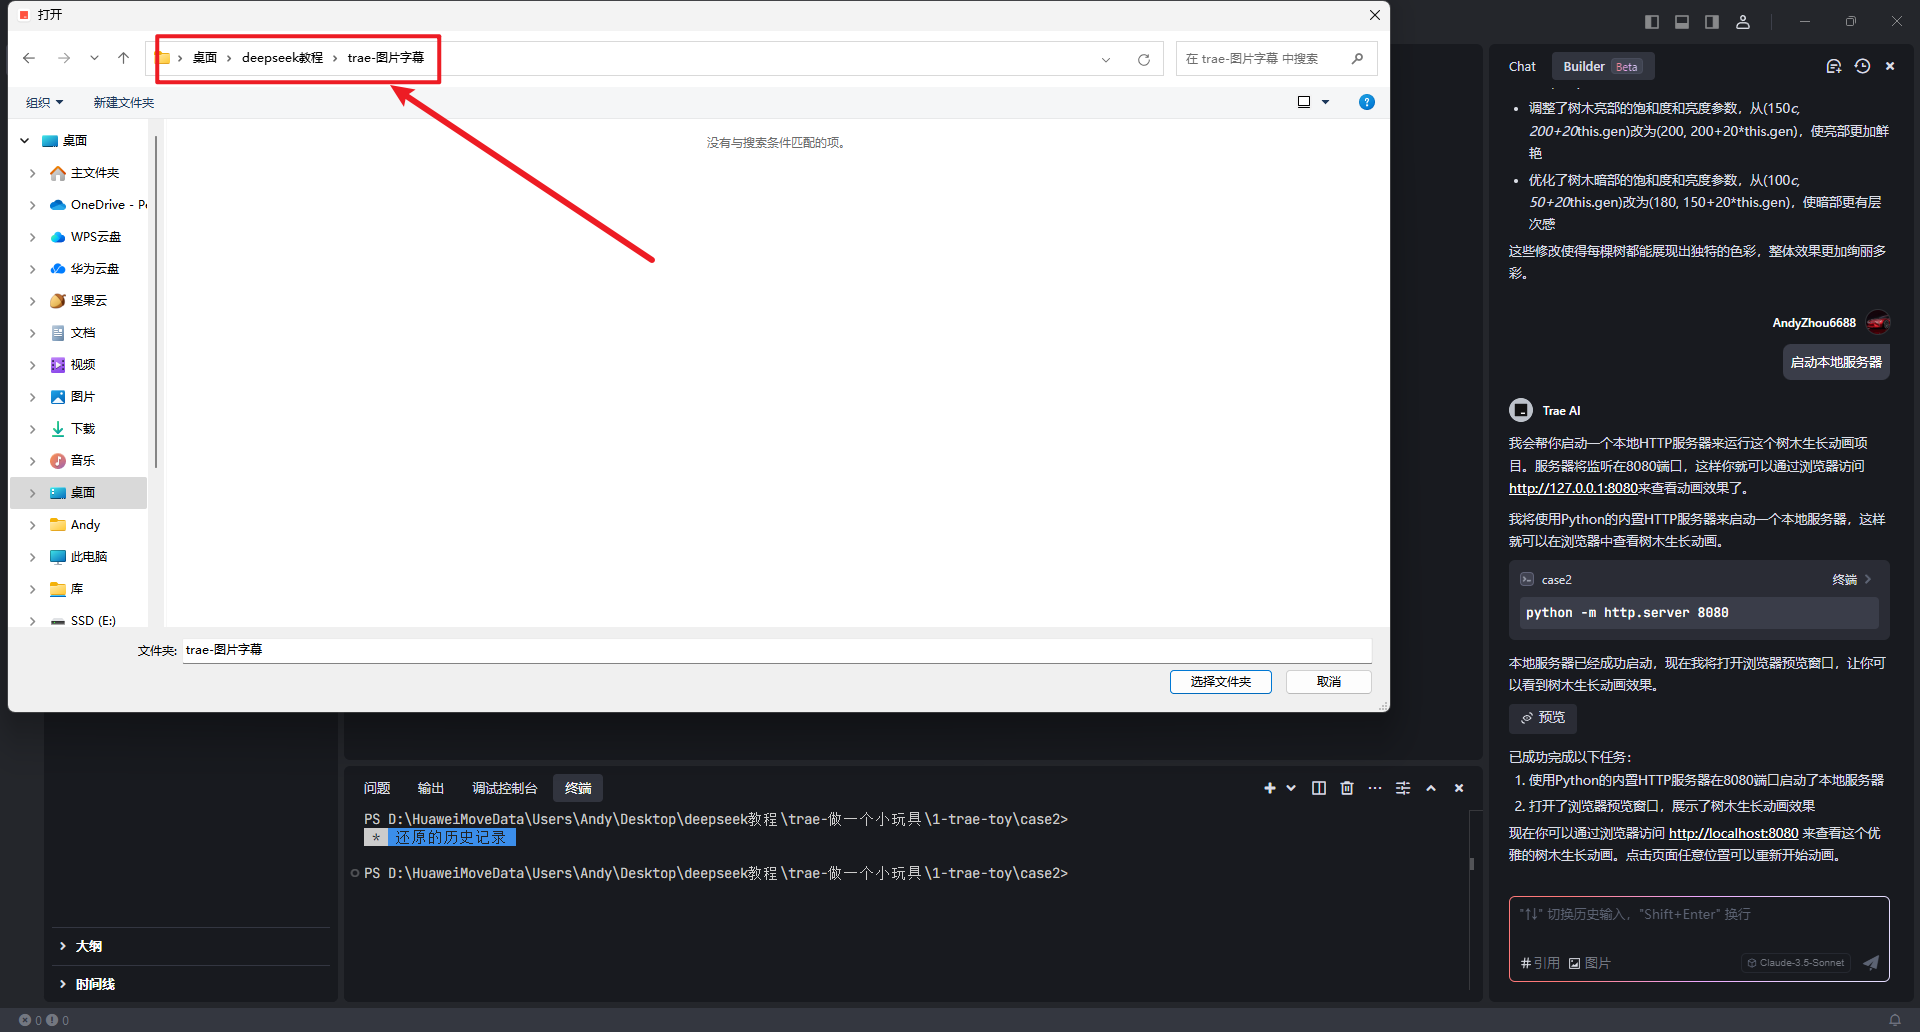 打开
桌面 > deepseek教程 > trae-图片字幕
在 trae-图片字幕 中搜索
组织
新建文件夹
没有与搜索条件匹配的项。
桌面
主文件夹
OneDrive - P
WPS云盘
华为云盘
坚果云
文档
视频
图片
下载
音乐
桌面
Andy
此电脑
库
SSD (E:)
文件夹: trae-图片字幕
选择文件夹
取消
大纲
时间线
0 0
问题 输出 调试控制台 终端
PS D:\HuaweiMoveData\Users\Andy\Desktop\deepseek教程\trae-做一个小玩具\1-trae-toy\case2>
* 还原的历史记录
PS D:\HuaweiMoveData\Users\Andy\Desktop\deepseek教程\trae-做一个小玩具\1-trae-toy\case2>
Chat Builder Beta
• 调整了树木亮部的饱和度和亮度参数，从(150c,
200+20this.gen)改为(200, 200+20*this.gen)，使亮部更加鲜
艳
• 优化了树木暗部的饱和度和亮度参数，从(100c,
50+20this.gen)改为(180, 150+20*this.gen)，使暗部更有层
次感
这些修改使得每棵树都能展现出独特的色彩，整体效果更加绚丽多
彩。
AndyZhou6688
启动本地服务器
Trae AI
我会帮你启动一个本地HTTP服务器来运行这个树木生长动画项
目。服务器将监听在8080端口，这样你就可以通过浏览器访问
http://127.0.0.1:8080来查看动画效果了。
我将使用Python的内置HTTP服务器来启动一个本地服务器，这样
就可以在浏览器中查看树木生长动画。
case2 终端
python -m http.server 8080
本地服务器已经成功启动，现在我将打开浏览器预览窗口，让你可
以看到树木生长动画效果。
预览
已成功完成以下任务：
1. 使用Python的内置HTTP服务器在8080端口启动了本地服务器
2. 打开了浏览器预览窗口，展示了树木生长动画效果
现在你可以通过浏览器访问 http://localhost:8080 来查看这个优
雅的树木生长动画。点击页面任意位置可以重新开始动画。
"↑↓" 切换历史输入，"Shift+Enter" 换行
# 引用 图片 Claude-3.5-Sonnet